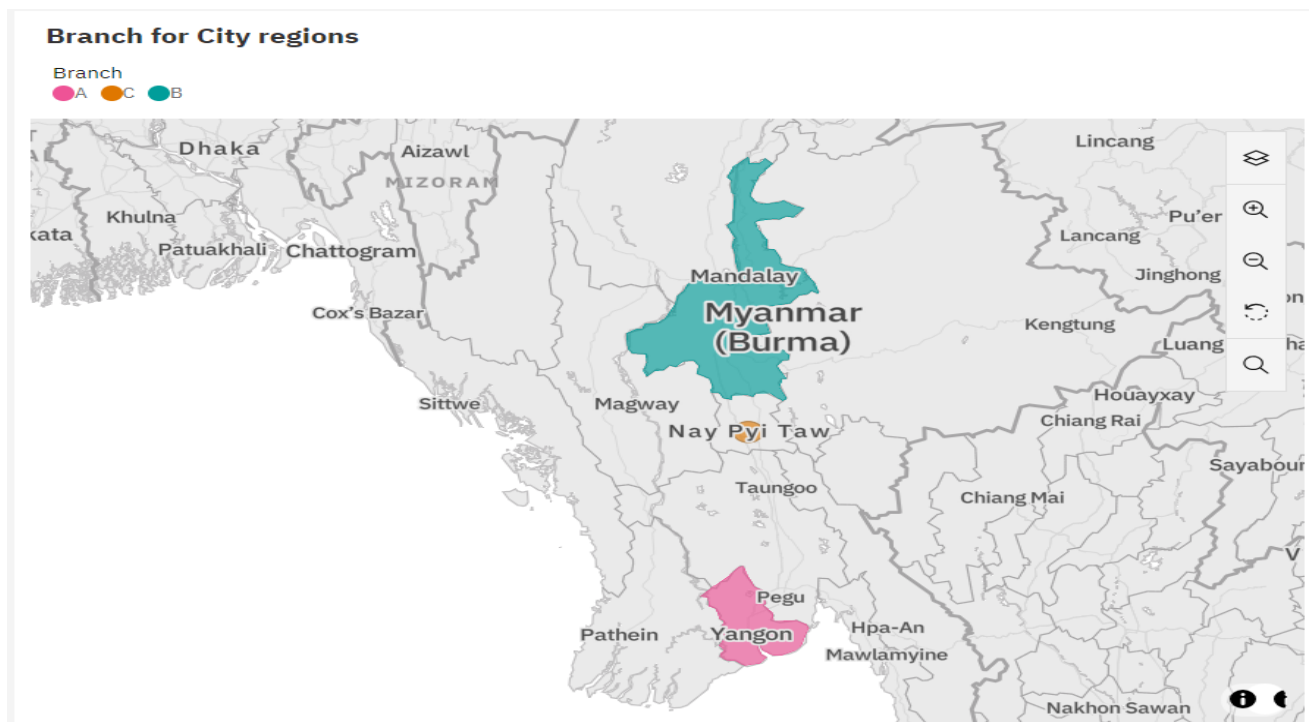 Branch for City regions
Branch
A C B
Dhaka
Aizawl
Lincang
MIZORAM
Khulna
Pu'er
kata
Patuakhali
Chattogram
Lancang
Mandalay
Jinghong
Cox's Bazar
Myanmar
(Burma)
Kengtung
Luang
Houayxay
Sittwe
Magway
Chiang Rai
Nay Pyi Taw
Sayabour
Taungoo
Chiang Mai
Pegu
Pathein
Yangon
Hpa-An
Mawlamyine
Nakhon Sawan